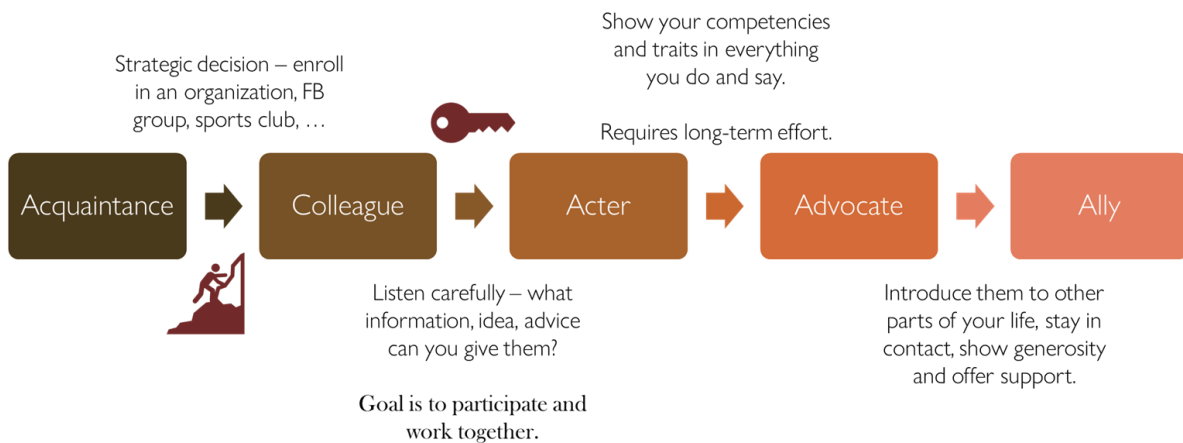 Show your competencies
and traits in everything
you do and say.
Requires long-term effort.
Strategic decision – enroll
in an organization, FB
group, sports club, …
Acquaintance
Colleague
Acter
Advocate
Ally
Listen carefully – what
information, idea, advice
can you give them?
Goal is to participate and
work together.
Introduce them to other
parts of your life, stay in
contact, show generosity
and offer support.